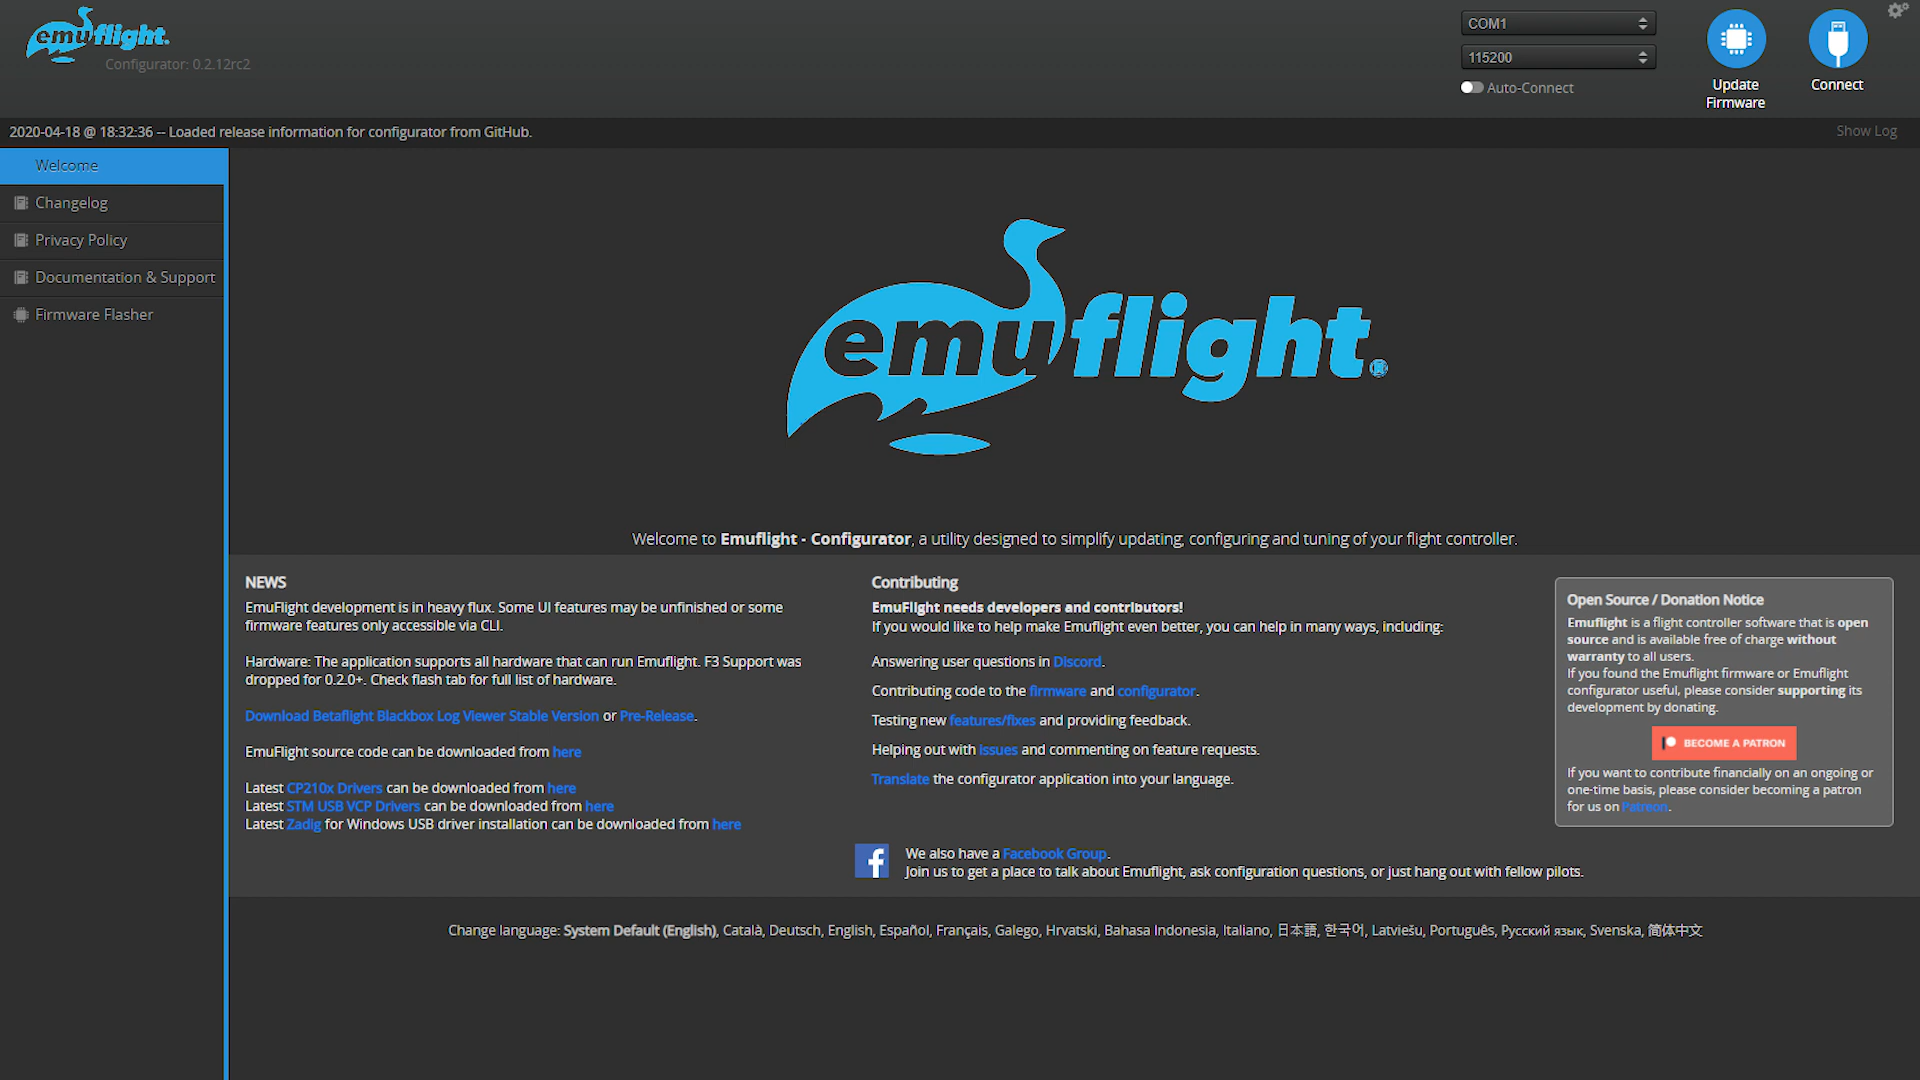 emuflight.
Configurator: 0.2.12rc2
COM1
115200
Auto-Connect
Update
Firmware
Connect
2020-04-18 @ 18:32:36 -- Loaded release information for configurator from GitHub.
Show Log
Welcome
Changelog
Privacy Policy
Documentation & Support
Firmware Flasher
emuflight.®
Welcome to Emuflight - Configurator, a utility designed to simplify updating, configuring and tuning of your flight controller.
NEWS
EmuFlight development is in heavy flux. Some UI features may be unfinished or some
firmware features only accessible via CLI.
Hardware: The application supports all hardware that can run Emuflight. F3 Support was
dropped for 0.2.0+. Check flash tab for full list of hardware.
Download Betaflight Blackbox Log Viewer Stable Version or Pre-Release.
EmuFlight source code can be downloaded from here
Latest CP210x Drivers can be downloaded from here
Latest STM USB VCP Drivers can be downloaded from here
Latest Zadig for Windows USB driver installation can be downloaded from here
Contributing
EmuFlight needs developers and contributors!
If you would like to help make Emuflight even better, you can help in many ways, including:
Answering user questions in Discord.
Contributing code to the firmware and configurator.
Testing new features/fixes and providing feedback.
Helping out with issues and commenting on feature requests.
Translate the configurator application into your language.
We also have a Facebook Group.
Join us to get a place to talk about Emuflight, ask configuration questions, or just hang out with fellow pilots.
Open Source / Donation Notice
Emuflight is a flight controller software that is open
source and is available free of charge without
warranty to all users.
If you found the Emuflight firmware or Emuflight
configurator useful, please consider supporting its
development by donating.
BECOME A PATRON
If you want to contribute financially on an ongoing or
one-time basis, please consider becoming a patron
for us on Patreon.
Change language: System Default (English), Català, Deutsch, English, Español, Français, Galego, Hrvatski, Bahasa Indonesia, Italiano, 日本語, 한국어, Latviešu, Português, Русский язык, Svenska, 简体中文